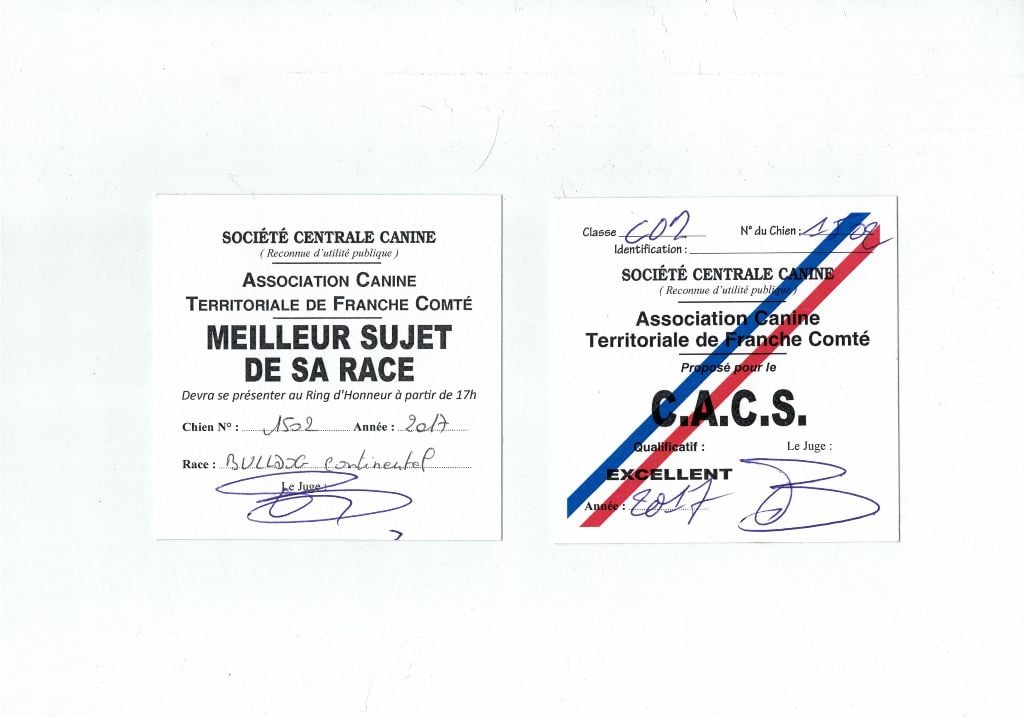 SOCIÉTÉ CENTRALE CANINE
( Reconnue d'utilité publique )
ASSOCIATION CANINE
TERRITORIALE DE FRANCHE COMTÉ
MEILLEUR SUJET
DE SA RACE
Devra se présenter au Ring d'Honneur à partir de 17h
Chien N° : 1502 Année : 2017
Race : BULLDOG continental
Le Juge :
Classe N° du Chien :
Identification :
SOCIÉTÉ CENTRALE CANINE
( Reconnue d'utilité publique )
Association Canine
Territoriale de Franche Comté
Proposé pour le
C.A.C.S.
Qualificatif : Le Juge :
EXCELLENT
Année : 2017